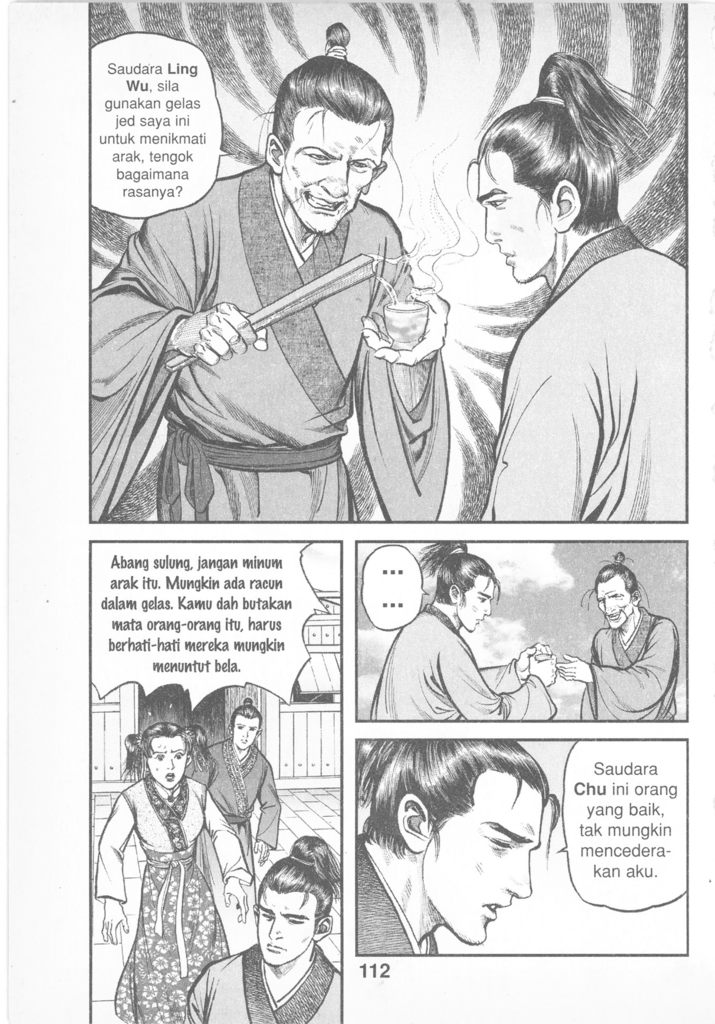 Saudara Ling
Wu, sila
gunakan gelas
jed saya ini
untuk menikmati
arak, tengok
bagaimana
rasanya?
Abang sulung, jangan minum
arak itu. Mungkin ada racun
dalam gelas. Kamu dah butakan
mata orang-orang itu, harus
berhati-hati mereka mungkin
menuntut bela.
...
...
Saudara
Chu ini orang
yang baik,
tak mungkin
mencedera-
kan aku.
112